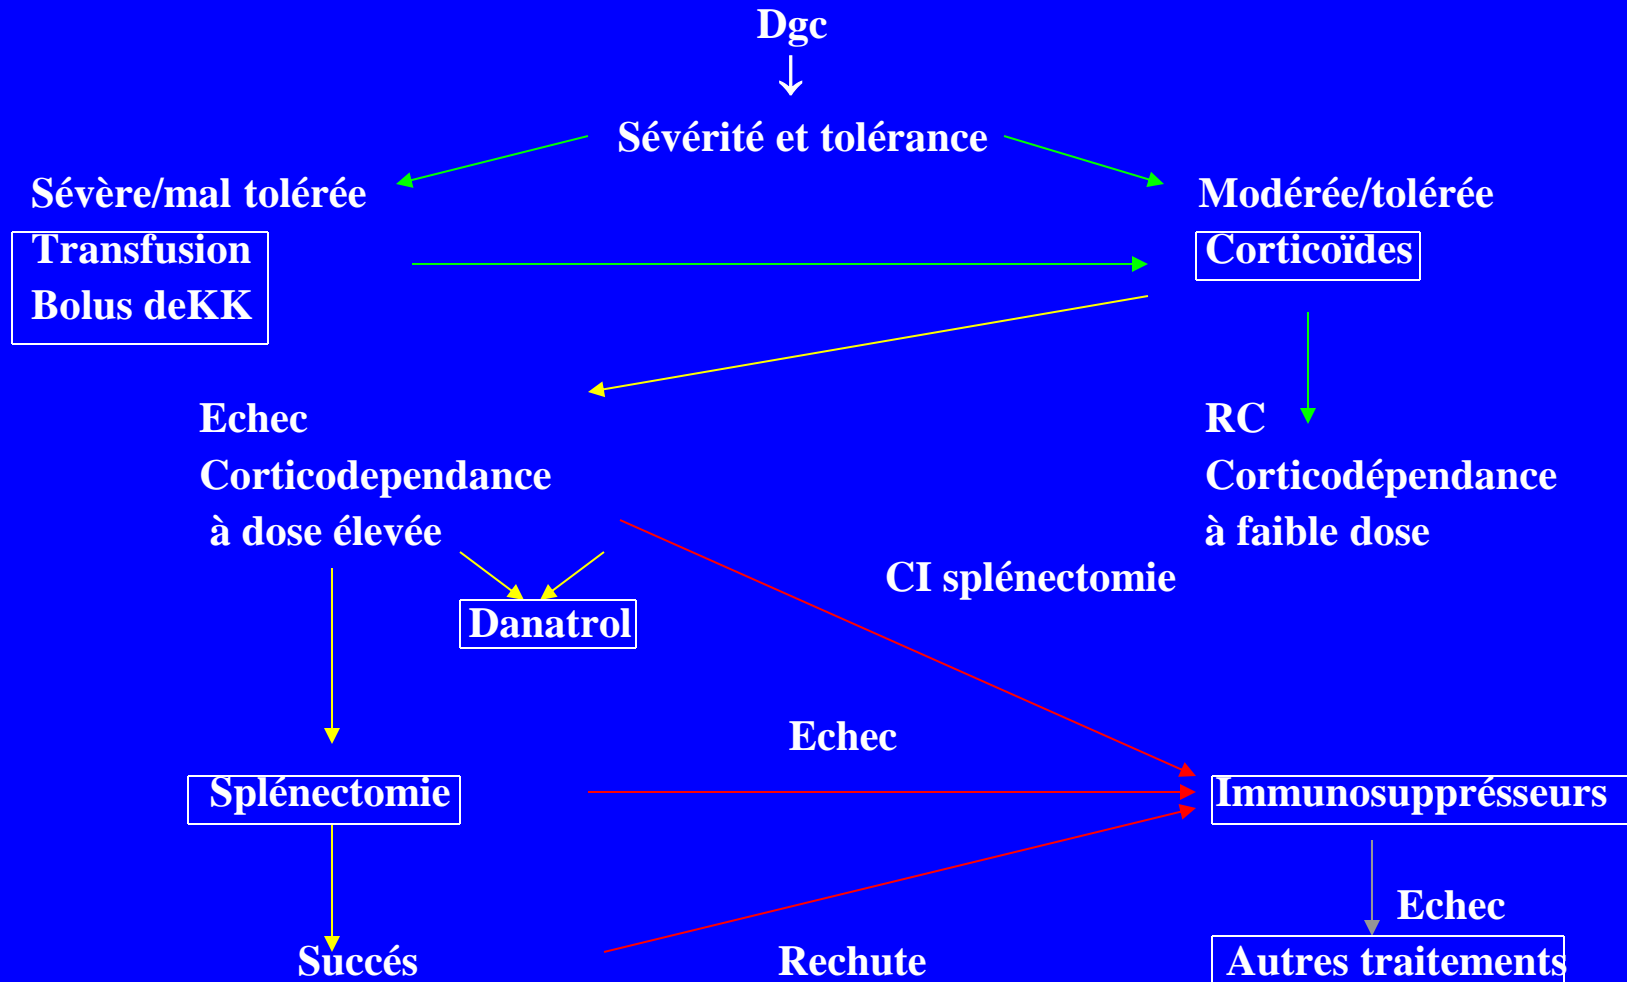 Dgc
Sévérité et tolérance
Sévère/mal tolérée
Modérée/tolérée
Transfusion
Corticoïdes
Bolus deKK
Echec
RC
Corticodependance
Corticodépendance
à dose élevée
à faible dose
CI splénectomie
Danatrol
Echec
Splénectomie
Immunosupprésseurs
Echec
Succés
Rechute
Autres traitements